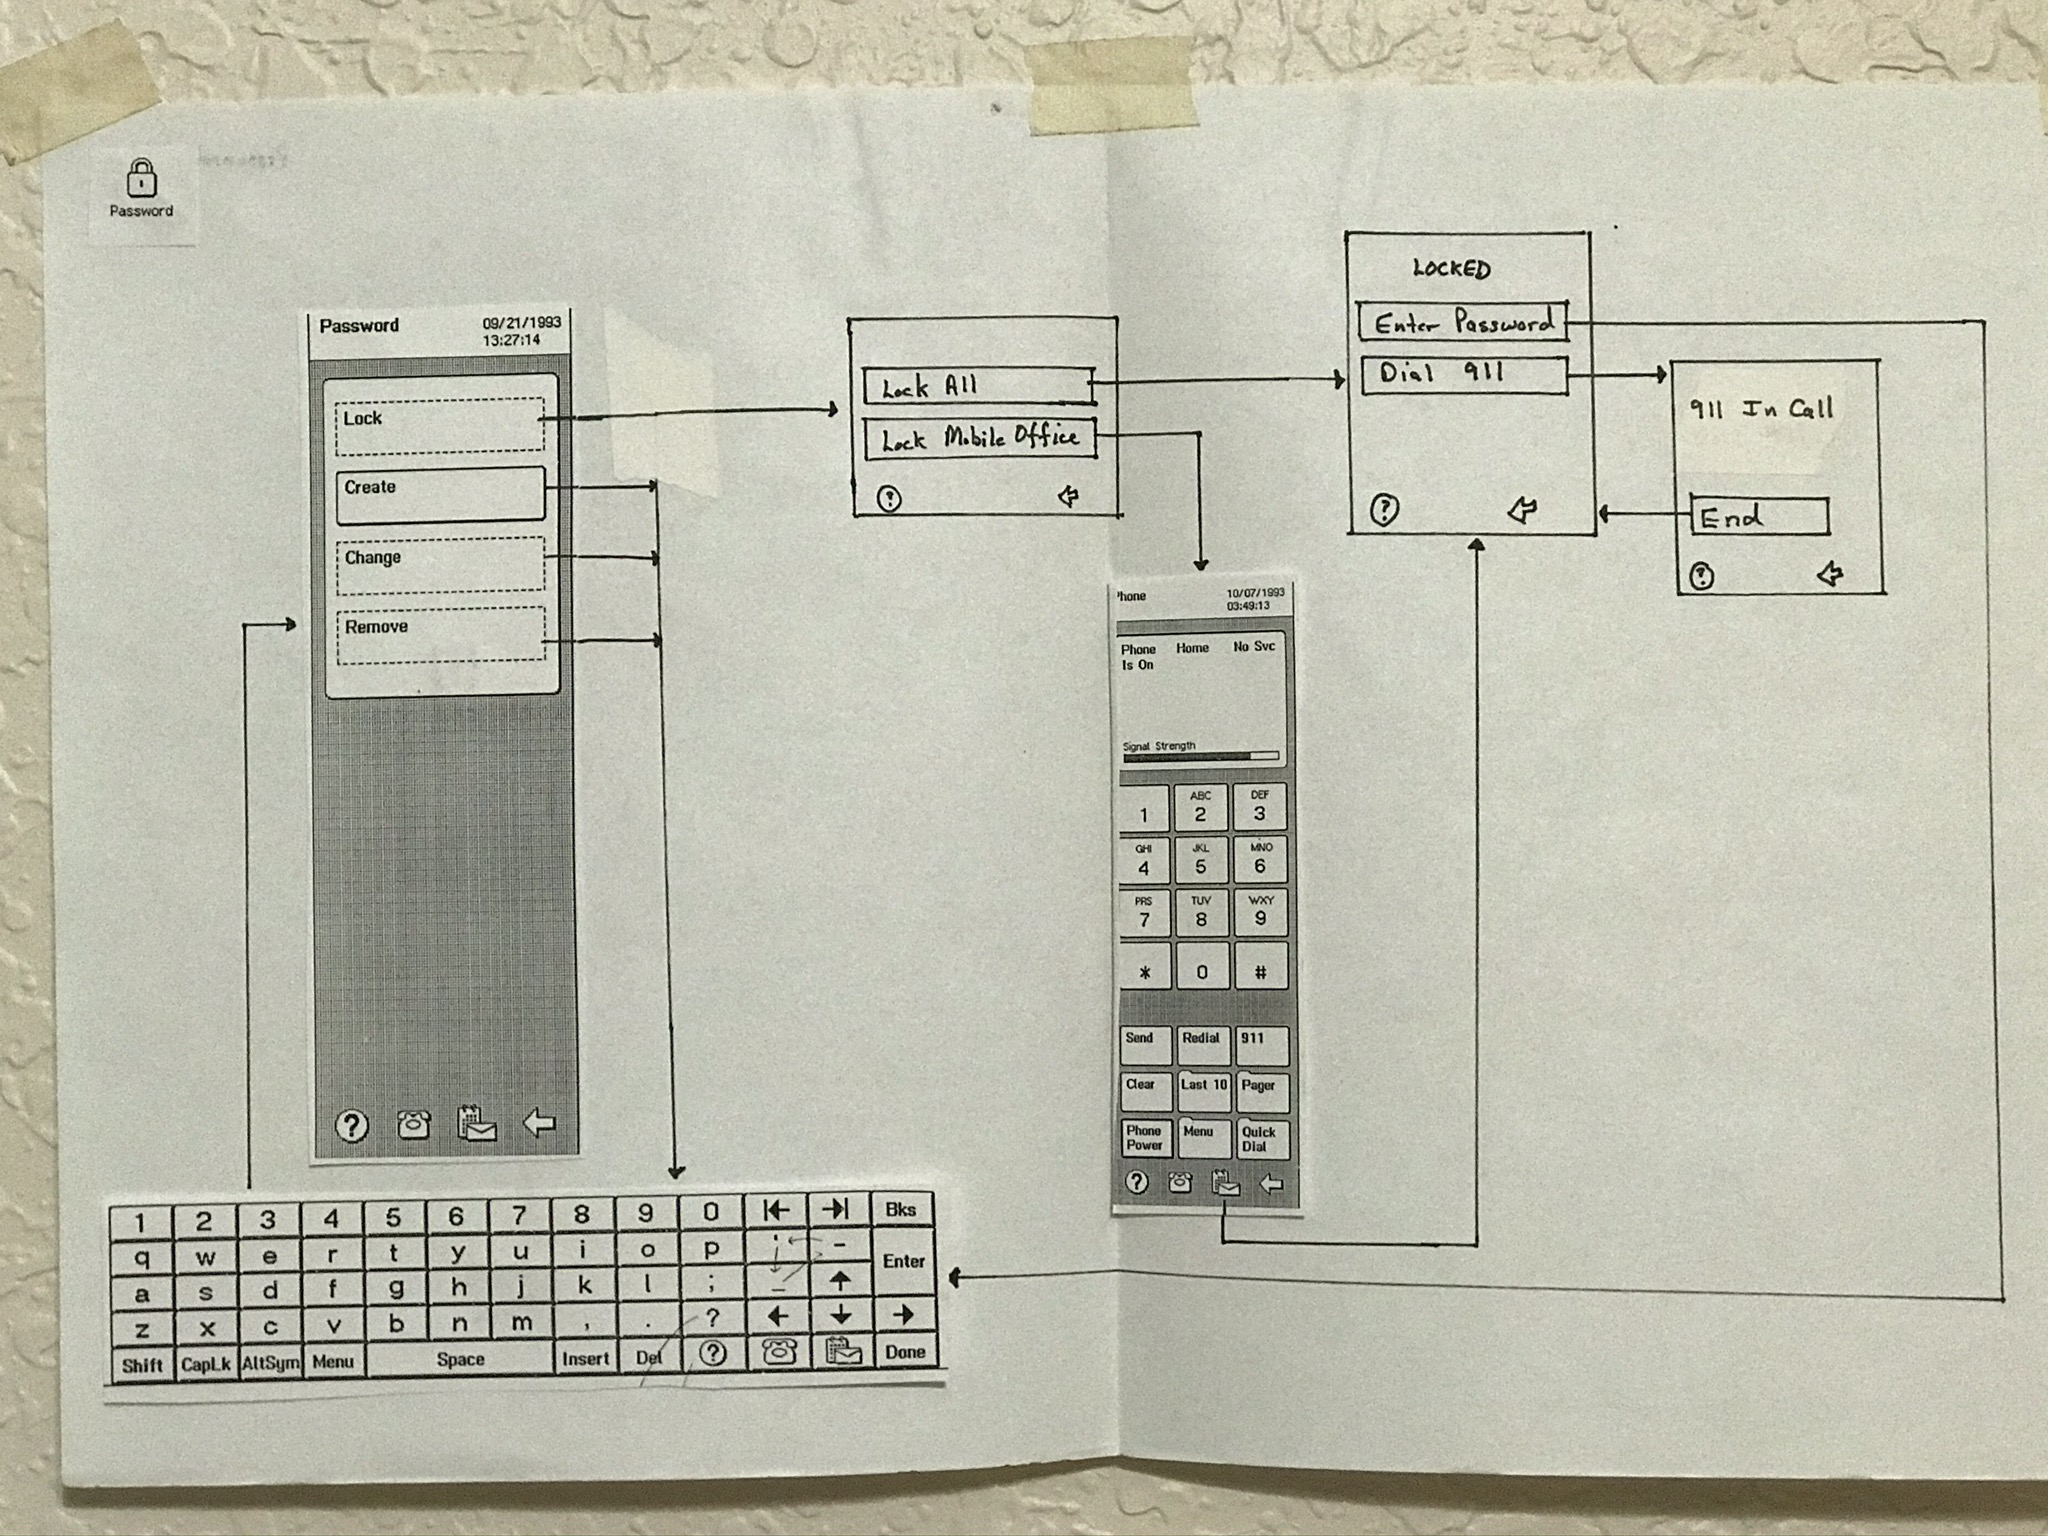 Password
Password 09/21/1993
13:27:14
Lock
Create
Change
Remove
?
Lock All
Lock Mobile Office
?
LOCKED
Enter Password
Dial 911
?
911 In Call
End
?
hone 10/07/1993
03:49:13
Phone Home No Svc
Is On
Signal Strength
ABC DEF
1 2 3
GHI JKL MNO
4 5 6
PRS TUV WXY
7 8 9
* 0 #
Send Redial 911
Clear Last 10 Pager
Phone Menu Quick
Power Dial
?
1 2 3 4 5 6 7 8 9 0 Bks
q w e r t y u i o p ' -
Enter
a s d f g h j k l ; _
z x c v b n m , . ?
Shift CapLk AltSym Menu Space Insert Del ? Done